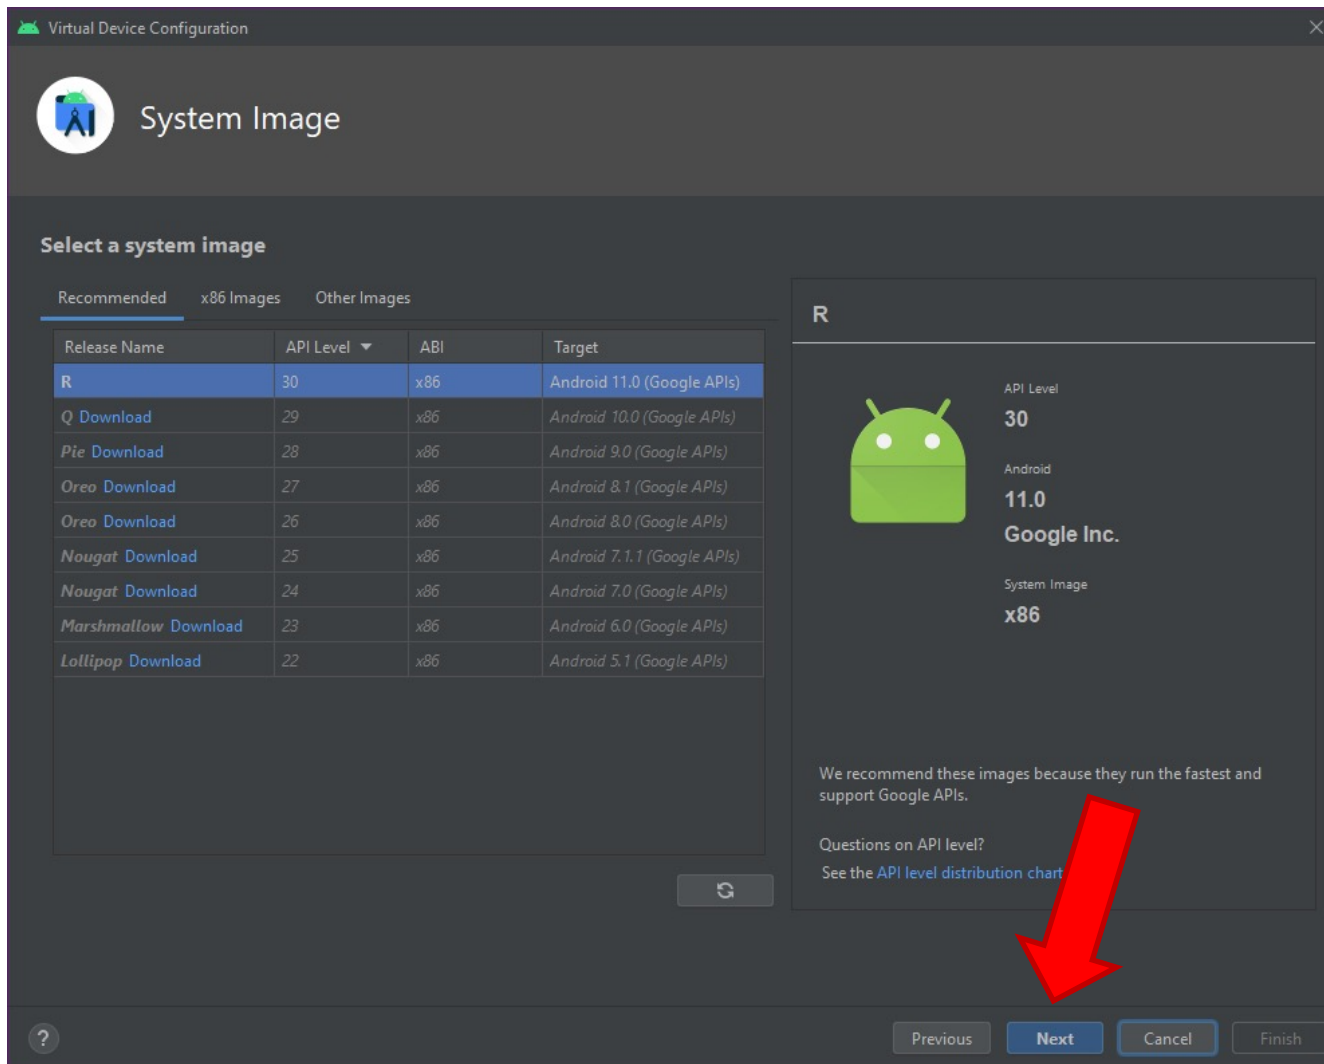 Virtual Device Configuration
System Image
Select a system image
Recommended x86 Images Other Images
Release Name API Level ABI Target
R 30 x86 Android 11.0 (Google APIs)
Q Download 29 x86 Android 10.0 (Google APIs)
Pie Download 28 x86 Android 9.0 (Google APIs)
Oreo Download 27 x86 Android 8.1 (Google APIs)
Oreo Download 26 x86 Android 8.0 (Google APIs)
Nougat Download 25 x86 Android 7.1.1 (Google APIs)
Nougat Download 24 x86 Android 7.0 (Google APIs)
Marshmallow Download 23 x86 Android 6.0 (Google APIs)
Lollipop Download 22 x86 Android 5.1 (Google APIs)
R
API Level
30
Android
11.0
Google Inc.
System Image
x86
We recommend these images because they run the fastest and
support Google APIs.
Questions on API level?
See the API level distribution chart
? Previous Next Cancel Finish